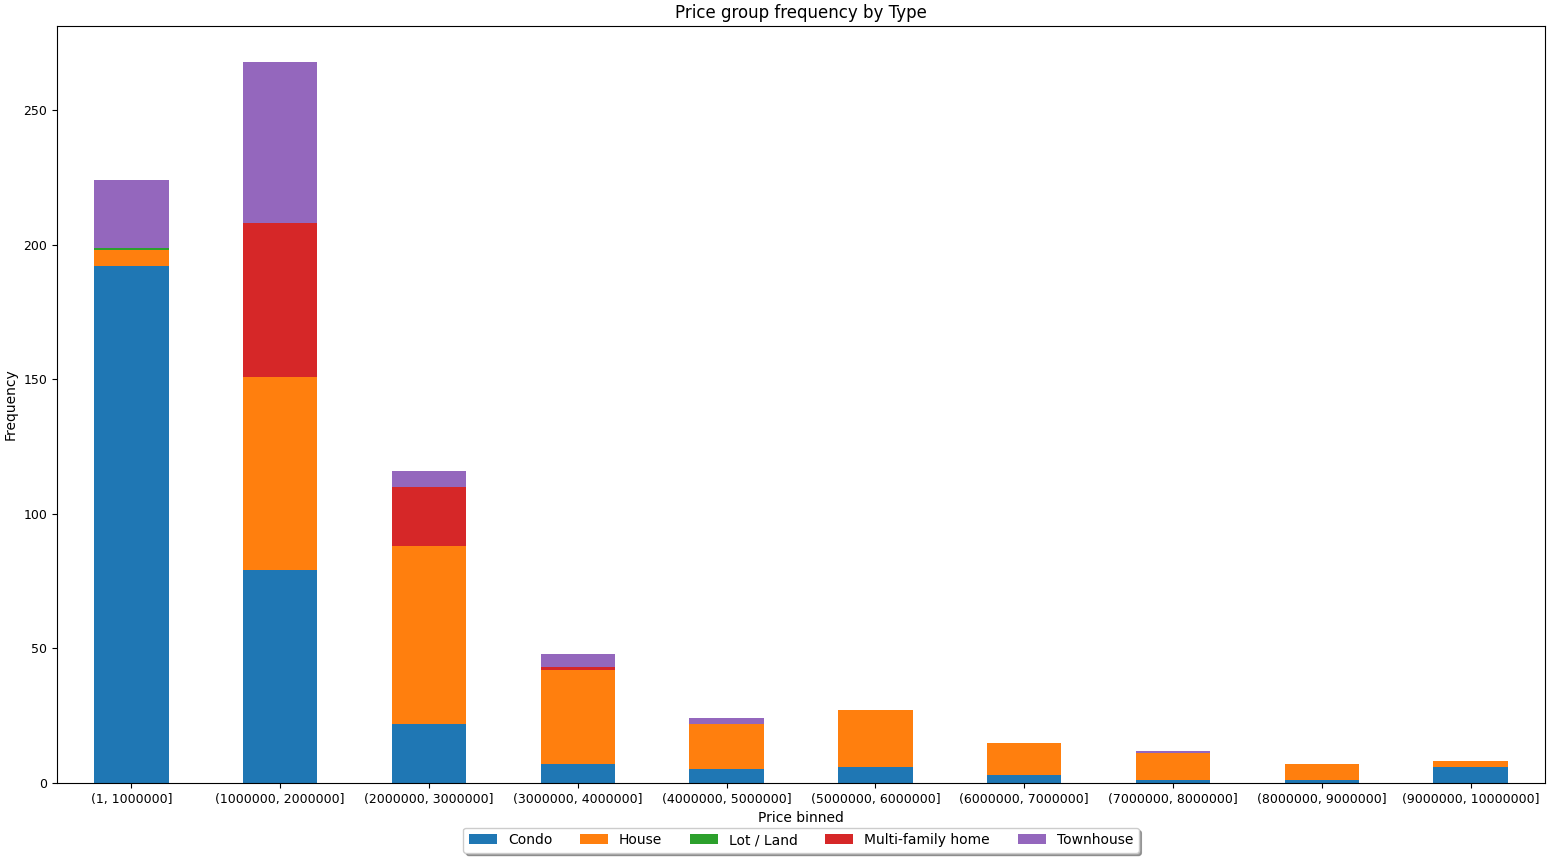 Price group frequency by Type
Frequency
250
200
150
100
50
0
(1, 1000000] (1000000, 2000000] (2000000, 3000000] (3000000, 4000000] (4000000, 5000000] (5000000, 6000000] (6000000, 7000000] (7000000, 8000000] (8000000, 9000000] (9000000, 10000000]
Price binned
Condo House Lot / Land Multi-family home Townhouse